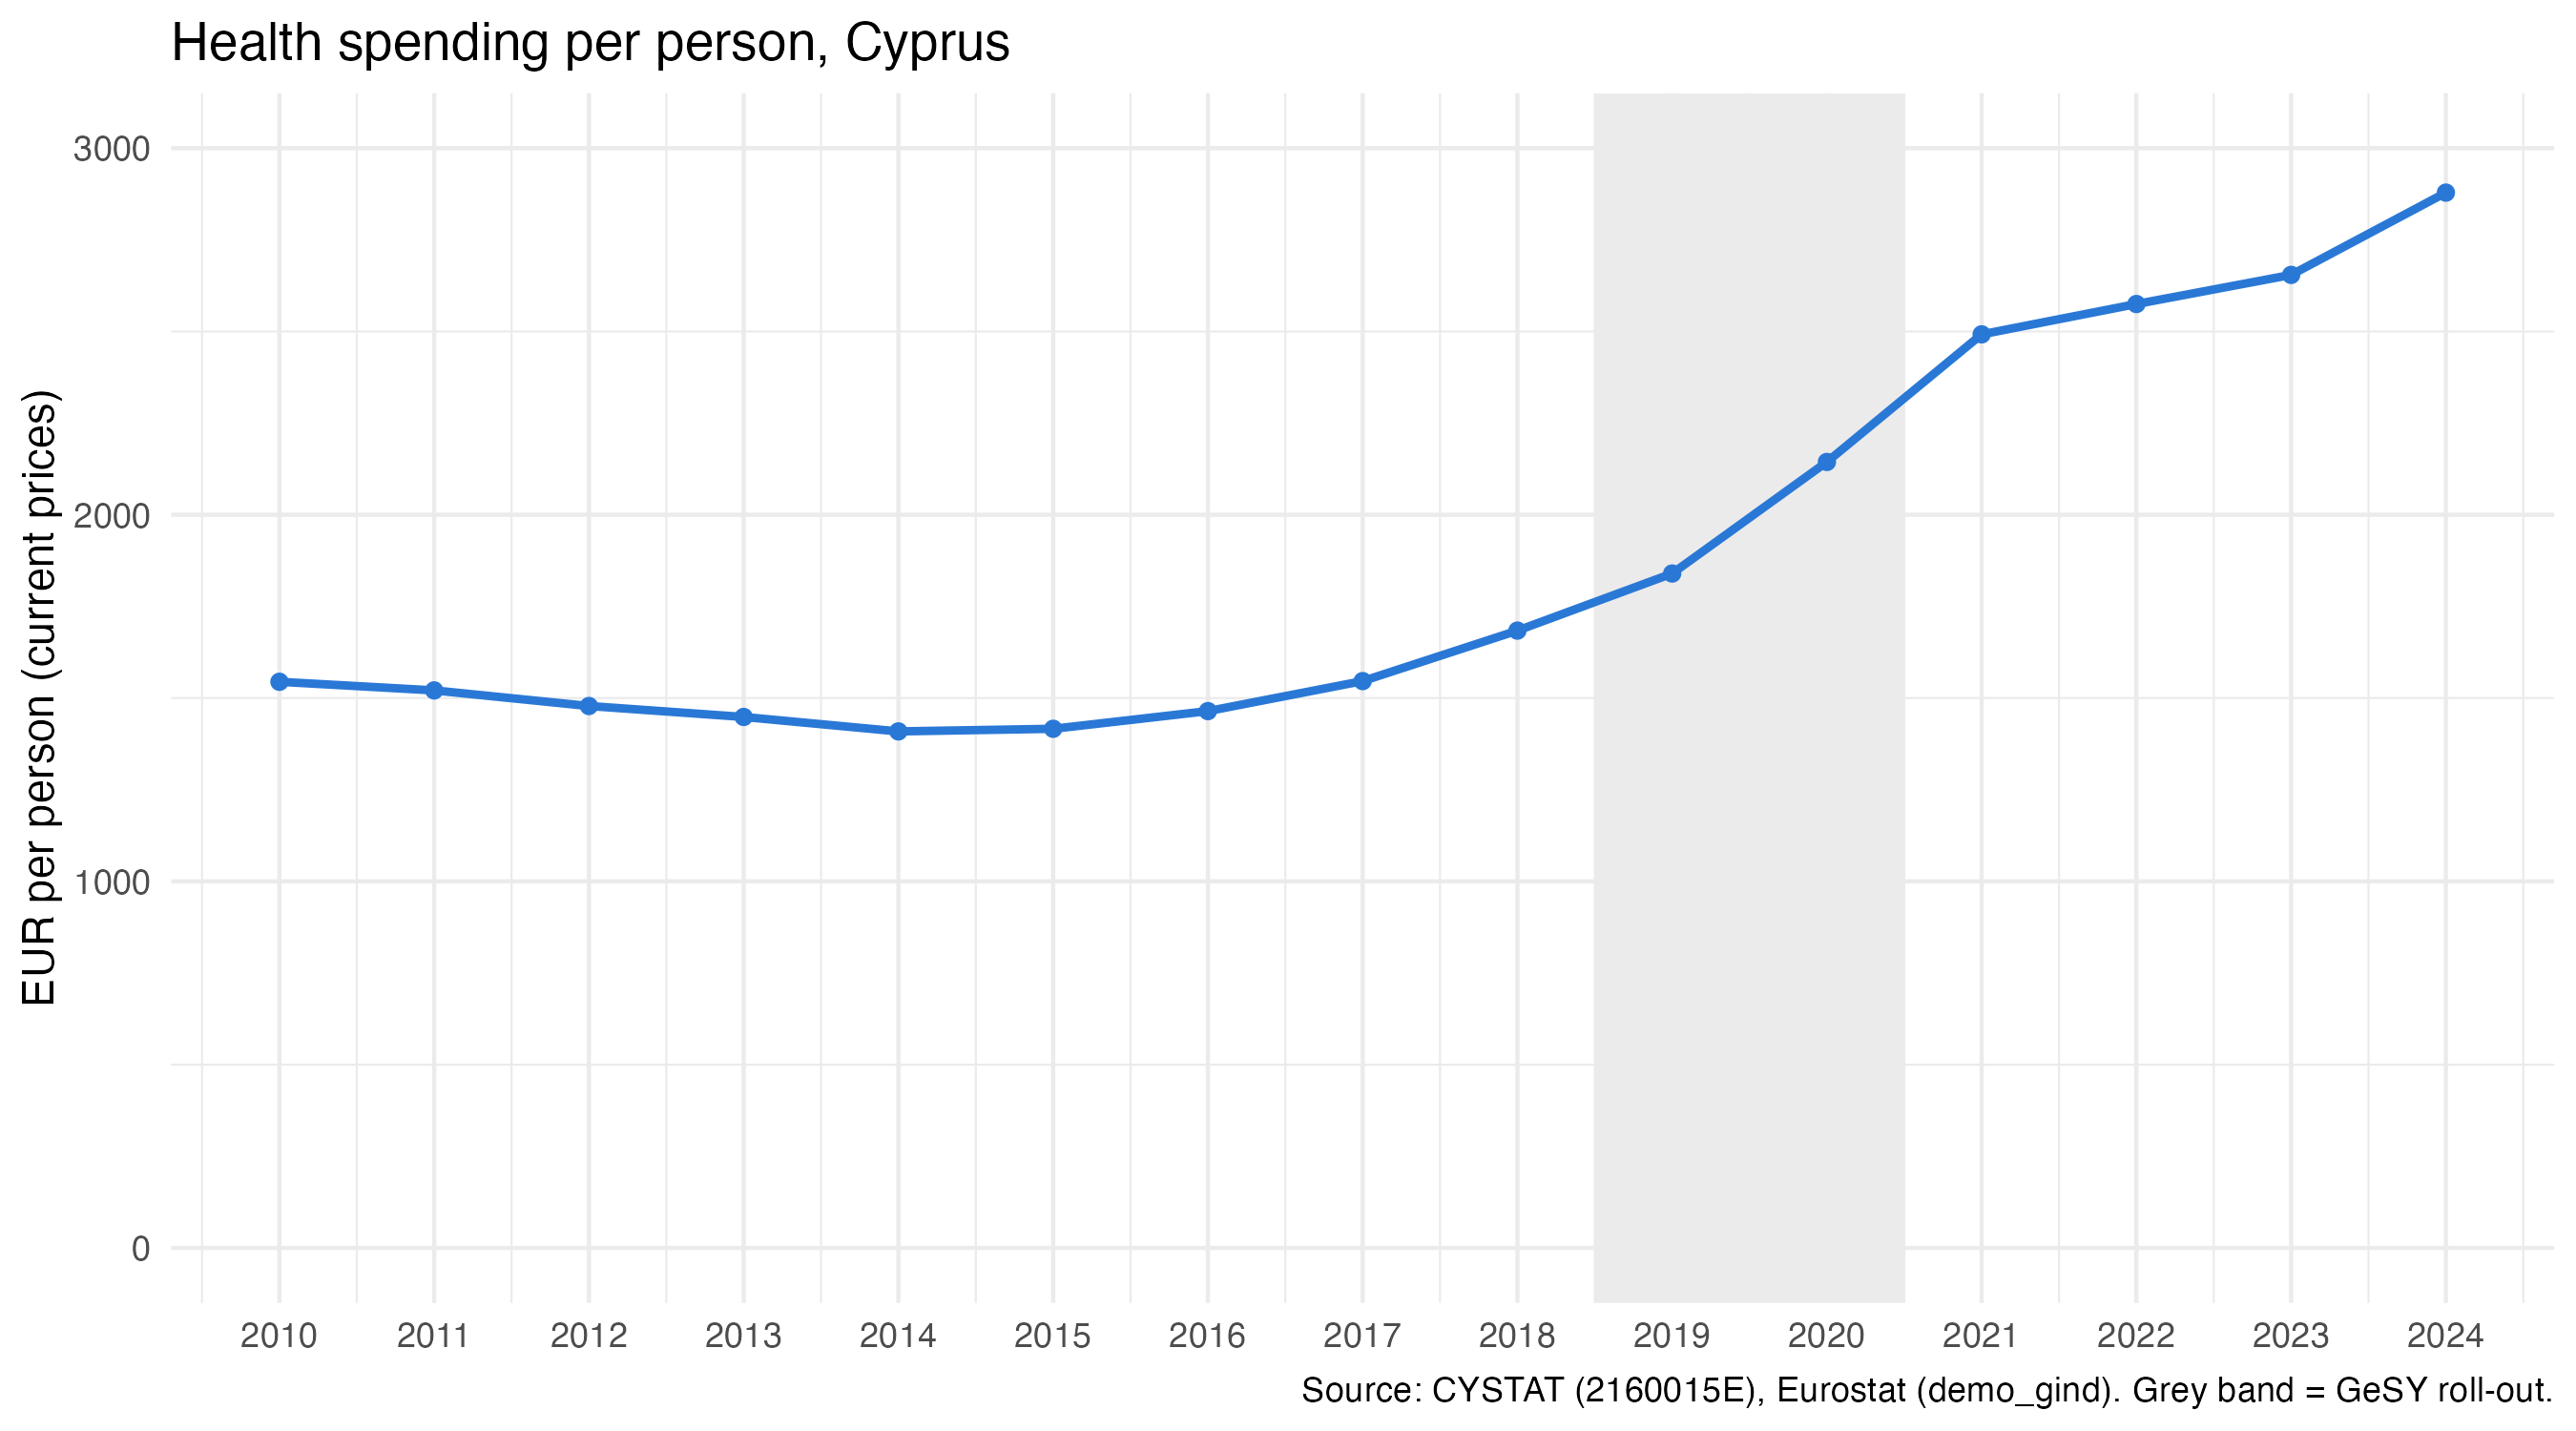 Health spending per person, Cyprus
EUR per person (current prices)
3000
2000
1000
0
2010 2011 2012 2013 2014 2015 2016 2017 2018 2019 2020 2021 2022 2023 2024
Source: CYSTAT (2160015E), Eurostat (demo_gind). Grey band = GeSY roll-out.